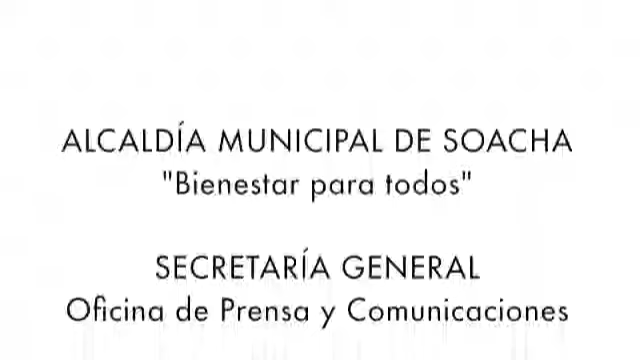 ALCALDÍA MUNICIPAL DE SOACHA
"Bienestar para todos"
SECRETARÍA GENERAL
Oficina de Prensa y Comunicaciones